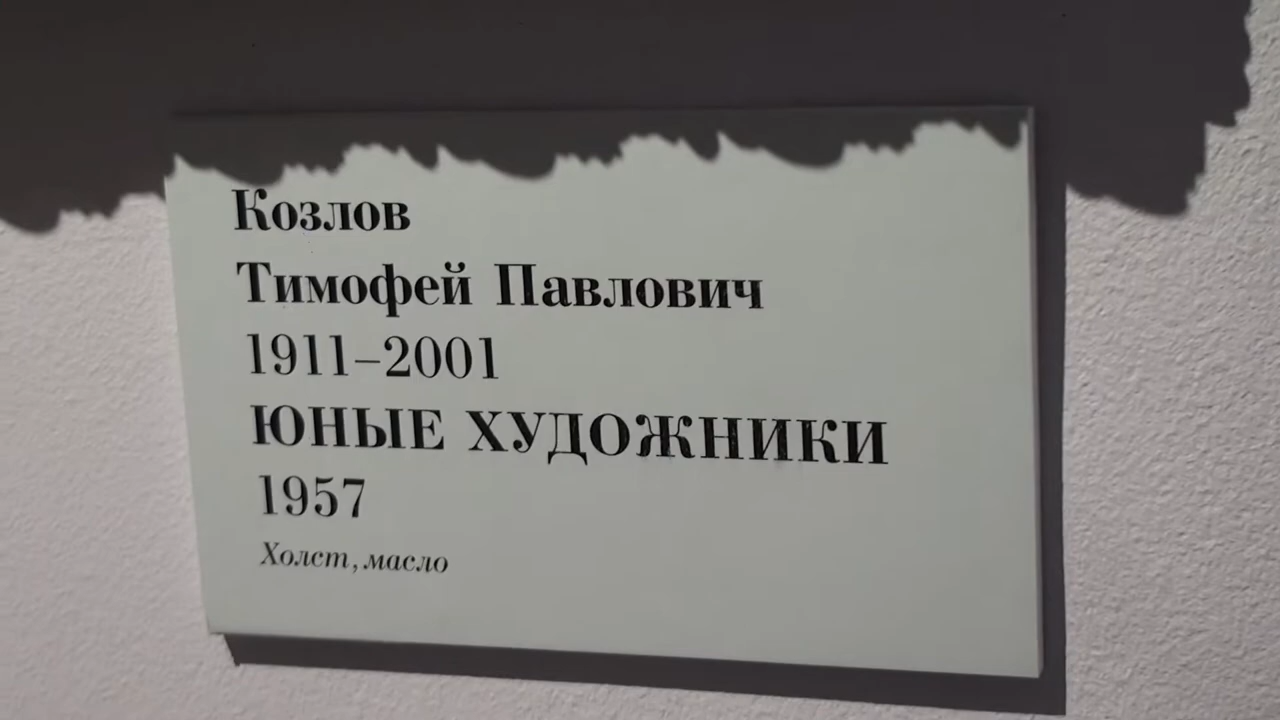 Козлов
Тимофей Павлович
1911–2001
ЮНЫЕ ХУДОЖНИКИ
1957
Холст, масло